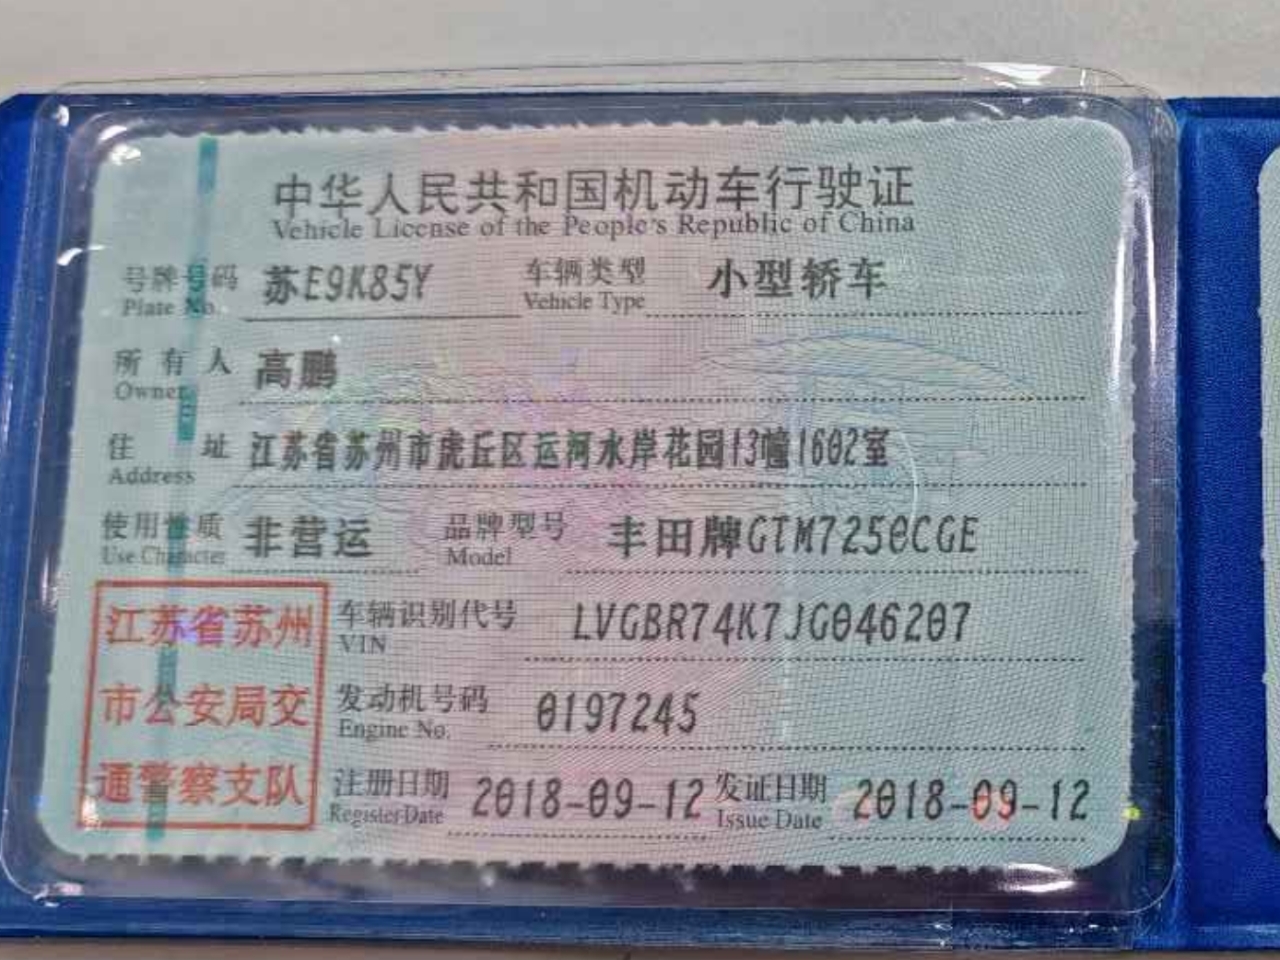 中华人民共和国机动车行驶证
Vehicle License of the People's Republic of China
号牌号码 苏E9K85Y 车辆类型 小型轿车
Plate No. Vehicle Type
所有人 高鹏
Owner
住址 江苏省苏州市虎丘区运河水岸花园13幢1602室
Address
使用性质 非营运 品牌型号 丰田牌GTM7250CGE
Use Character Model
江苏省苏州
市公安局交
通警察支队
车辆识别代号 LVGBR74K7JG046207
VIN
发动机号码 0197245
Engine No.
注册日期 2018-09-12 发证日期 2018-09-12
Register Date Issue Date